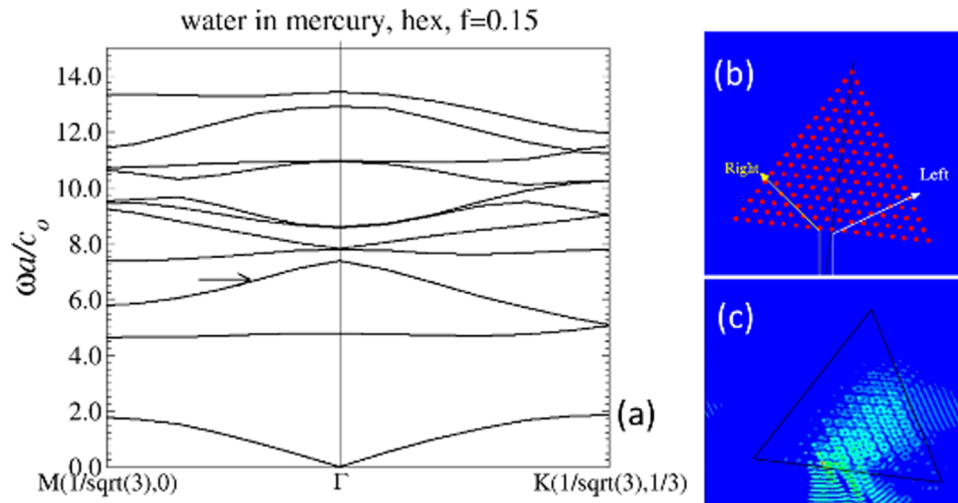 water in mercury, hex, f=0.15
14.0
12.0
10.0
8.0
6.0
4.0
2.0
0.0
ωa/cₒ
M(1/sqrt(3),0)
Γ
K(1/sqrt(3),1/3)
(a)
(b)
Right
Left
(c)